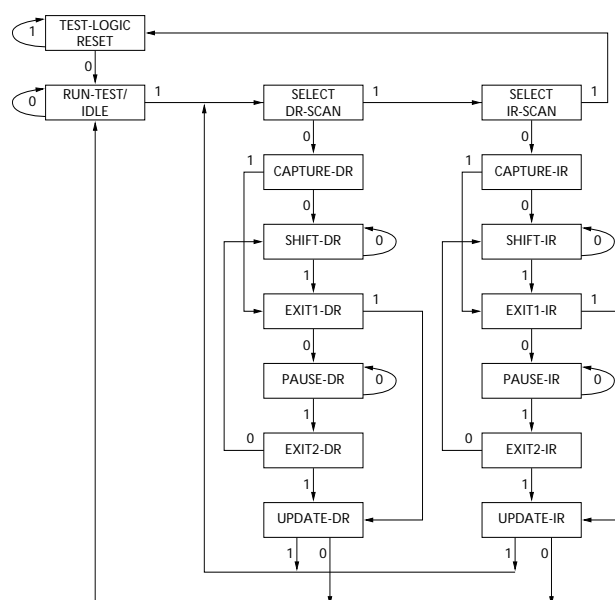 TEST-LOGIC
RESET
1
0
RUN-TEST/
IDLE
0
1
SELECT
DR-SCAN
1
SELECT
IR-SCAN
1
0
0
1
CAPTURE-DR
1
CAPTURE-IR
0
0
SHIFT-DR
0
SHIFT-IR
0
1
1
EXIT1-DR
1
EXIT1-IR
1
0
0
PAUSE-DR
0
PAUSE-IR
0
1
1
0
EXIT2-DR
0
EXIT2-IR
1
1
UPDATE-DR
UPDATE-IR
1
0
1
0